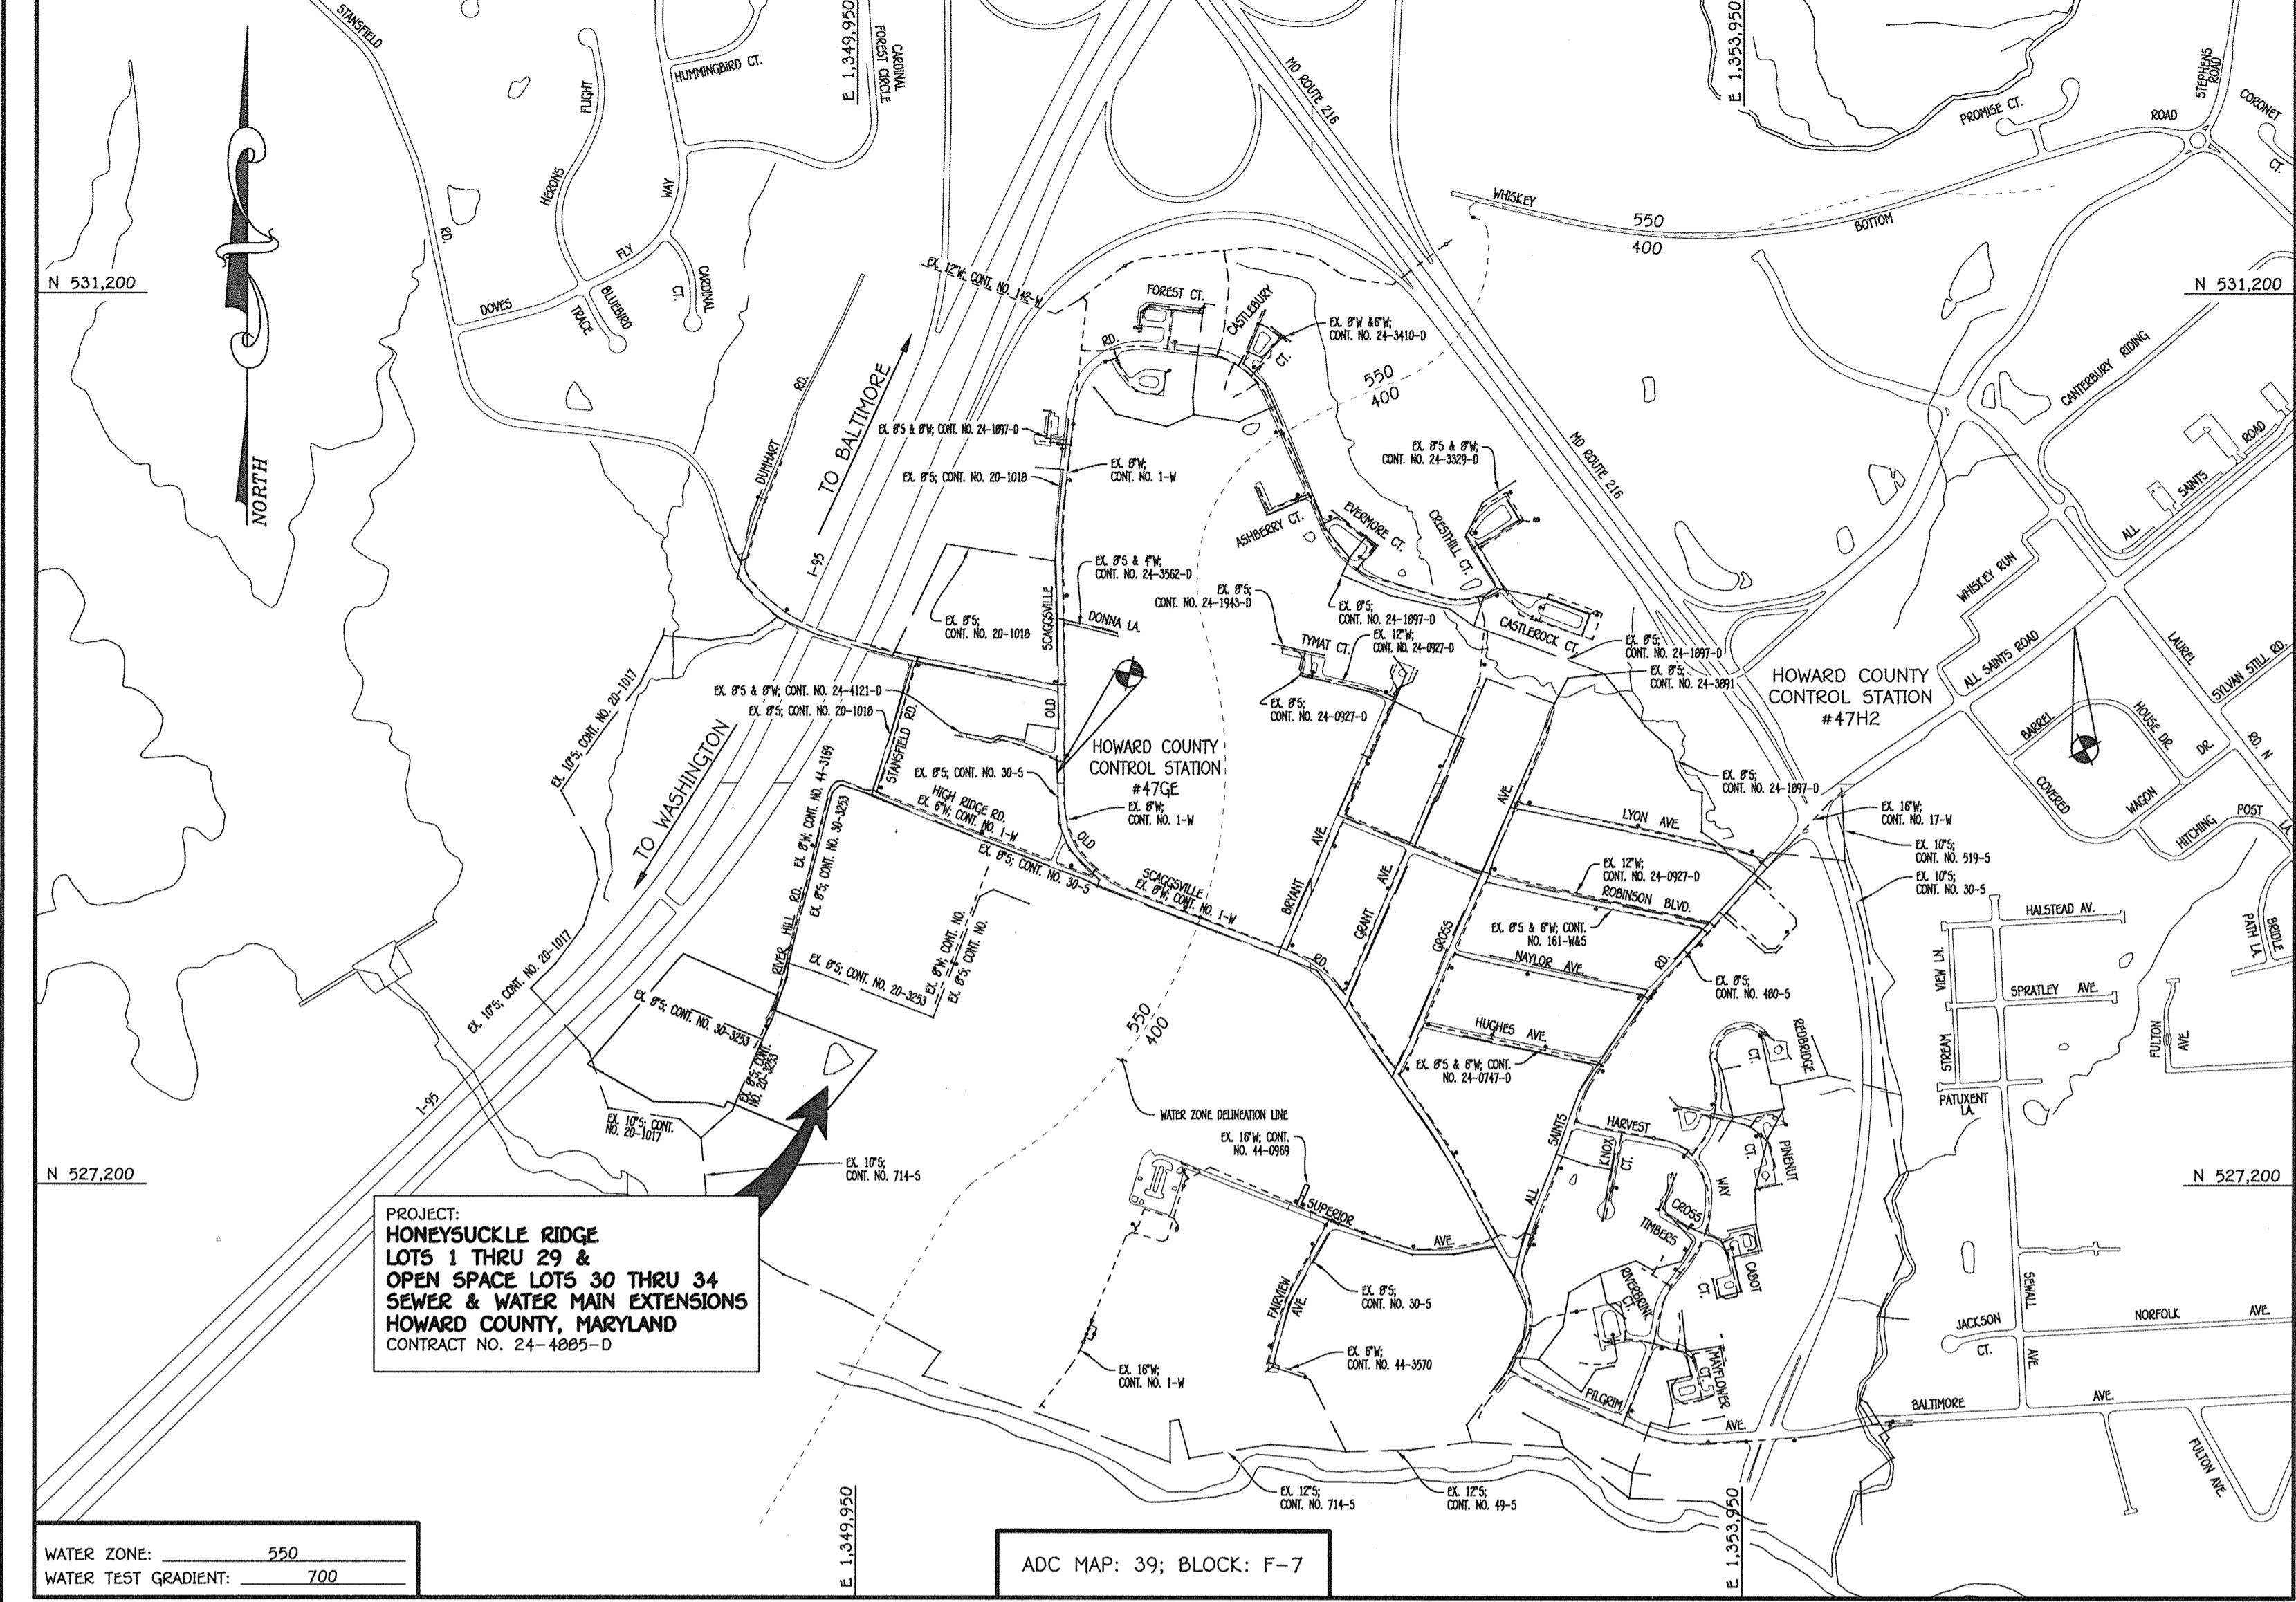 STANSFIELD
RD.
HERONS
FLIGHT
HUMMINGBIRD CT.
E 1,349,950
CARDINAL
FOREST CIRCLE
MD ROUTE 216
E 1,353,950
PROMISE CT.
STEPHENS
ROAD
ROAD
CORONET
CT.
WHISKEY
BOTTOM
550
400
WAY
FLY
DOVES
BLUEBIRD
TRACE
CARDINAL
CT.
N 531,200
N 531,200
NORTH
EX. 12"W; CONT. NO. 142-W
FOREST CT.
CASTLEBURY
CT.
RD.
EX. 8"W &6"W;
CONT. NO. 24-3410-D
550
400
CANTERBURY RIDING
DUMHART
RD.
TO BALTIMORE
I-95
EX. 8"S & 8"W; CONT. NO. 24-1897-D
EX. 8"S; CONT. NO. 20-1018
EX. 8"W;
CONT. NO. 1-W
EX. 8"S & 8"W;
CONT. NO. 24-3329-D
MD ROUTE 216
ASHBERRY CT.
EVERMORE CT.
CRESTHILL CT.
ALL
SAINTS
ROAD
WHISKEY RUN
EX. 8"S & 4"W;
CONT. NO. 24-3562-D
EX. 8"S;
CONT. NO. 24-1943-D
EX. 8"S;
CONT. NO. 20-1018
SCAGGSVILLE
DONNA LA.
EX. 8"S;
CONT. NO. 24-1897-D
TYMAT CT.
EX. 12"W;
CONT. NO. 24-0927-D
CASTLEROCK CT.
EX. 8"S;
CONT. NO. 24-1897-D
EX. 8"S;
CONT. NO. 24-3891
HOWARD COUNTY
CONTROL STATION
#47H2
ALL SAINTS ROAD
LAUREL
RD. N
SYLVAN STILL RD.
EX. 10"S; CONT. NO. 20-1017
EX. 8"S & 8"W; CONT. NO. 24-4121-D
EX. 8"S; CONT. NO. 20-1018
OLD
EX. 8"S;
CONT. NO. 24-0927-D
BARREL
HOUSE DR.
DR.
COVERED
WAGON
HITCHING
POST
LA.
TO WASHINGTON
STANSFIELD RD.
HOWARD COUNTY
CONTROL STATION
#47GE
EX. 8"S; CONT. NO. 30-S
EX. 8"W;
CONT. NO. 1-W
EX. 8"S;
CONT. NO. 24-1897-D
HIGH RIDGE RD.
EX. 6"W; CONT. NO. 1-W
EX. 8"W; CONT. NO. 44-3169
EX. 8"S; CONT. NO. 30-3253
OLD
EX. 8"S; CONT. NO. 30-S
SCAGGSVILLE
EX. 8"W; CONT. NO. 1-W
RD.
BRYANT
AVE.
GRANT
AVE.
GROSS
AVE.
LYON AVE.
EX. 16"W;
CONT. NO. 17-W
EX. 10"S;
CONT. NO. 519-S
EX. 10"S;
CONT. NO. 30-S
EX. 12"W;
CONT. NO. 24-0927-D
ROBINSON BLVD.
EX. 8"S & 6"W; CONT.
NO. 161-W&S
NAYLOR AVE.
RD.
EX. 8"S;
CONT. NO. 480-S
HALSTEAD AV.
VIEW LN.
STREAM
SPRATLEY AVE.
PATUXENT
LA.
BRIDLE
PATH LA.
FULTON
AVE.
RIVER HILL RD.
EX. 8"S; CONT. NO. 20-3253
EX. 8"W; CONT. NO.
EX. 8"S; CONT. NO.
EX. 8"S; CONT. NO. 30-3253
EX. 10"S; CONT. NO. 20-1017
EX. 8"S; CONT.
NO. 20-3253
550
400
HUGHES AVE.
EX. 8"S & 6"W; CONT.
NO. 24-0747-D
REDBRIDGE
CT.
I-95
EX. 10"S; CONT.
NO. 20-1017
WATER ZONE DELINEATION LINE
EX. 16"W; CONT.
NO. 44-0969
EX. 10"S;
CONT. NO. 714-S
SAINTS
ALL
HARVEST
WAY
KNOX
CT.
PINENUT
CT.
CROSS
TIMBERS
CABOT
CT.
N 527,200
N 527,200
SUPERIOR
AVE.
FAIRVIEW
AVE.
EX. 8"S;
CONT. NO. 30-S
EX. 6"W;
CONT. NO. 44-3570
EX. 16"W;
CONT. NO. 1-W
RIVERBRINK
CT.
MAYFLOWER
CT.
PILGRIM
AVE.
SEWALL
AVE.
JACKSON
CT.
NORFOLK
AVE.
BALTIMORE
AVE.
FULTON AVE.
PROJECT:
HONEYSUCKLE RIDGE
LOTS 1 THRU 29 &
OPEN SPACE LOTS 30 THRU 34
SEWER & WATER MAIN EXTENSIONS
HOWARD COUNTY, MARYLAND
CONTRACT NO. 24-4885-D
EX. 12"S;
CONT. NO. 714-S
EX. 12"S;
CONT. NO. 49-S
E 1,349,950
E 1,353,950
WATER ZONE: 550
WATER TEST GRADIENT: 700
ADC MAP: 39; BLOCK: F-7